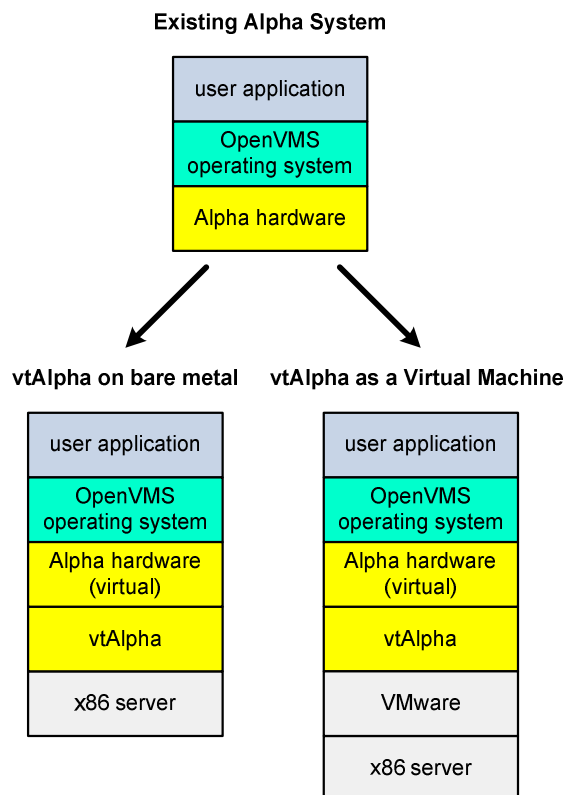 Existing Alpha System
user application
OpenVMS
operating system
Alpha hardware
vtAlpha on bare metal
user application
OpenVMS
operating system
Alpha hardware
(virtual)
vtAlpha
x86 server
vtAlpha as a Virtual Machine
user application
OpenVMS
operating system
Alpha hardware
(virtual)
vtAlpha
VMware
x86 server